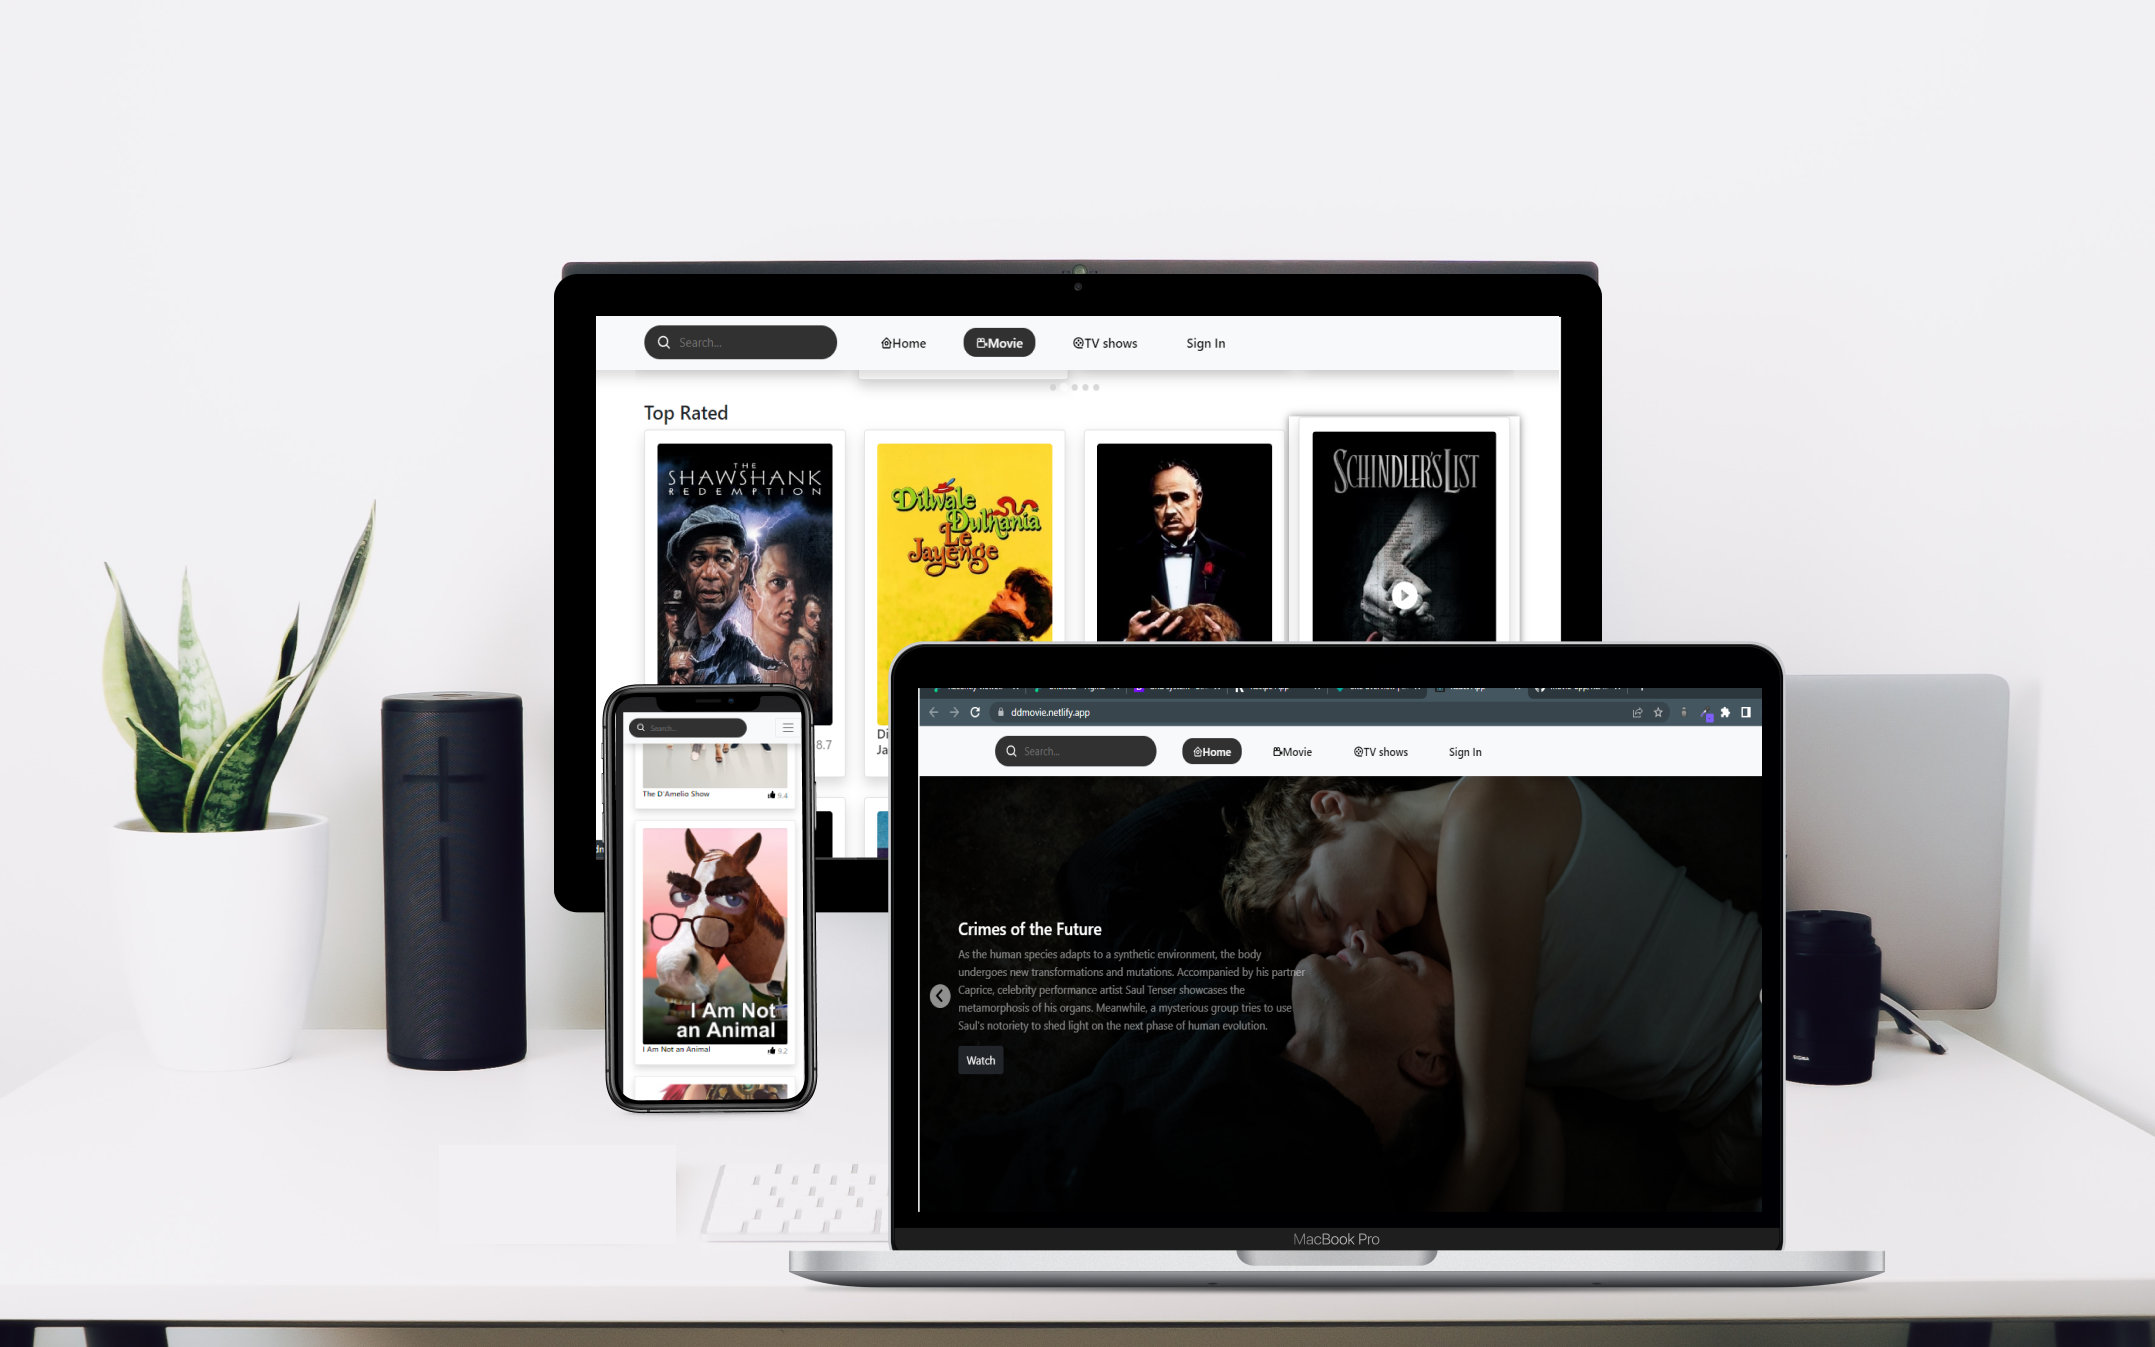 Search...
Home
Movie
TV shows
Sign In
Top Rated
THE
SHAWSHANK
REDEMPTION
Dilwale
Dulhania
Le
Jayenge
SCHINDLER'S LIST
8.7
Di
Ja
Search...
The D'Amelio Show
9.4
I Am Not
an Animal
I Am Not an Animal
9.2
ddmovie.netlify.app
Search...
Home
Movie
TV shows
Sign In
Crimes of the Future
As the human species adapts to a synthetic environment, the body
undergoes new transformations and mutations. Accompanied by his partner
Caprice, celebrity performance artist Saul Tenser showcases the
metamorphosis of his organs. Meanwhile, a mysterious group tries to use
Saul's notoriety to shed light on the next phase of human evolution.
Watch
MacBook Pro